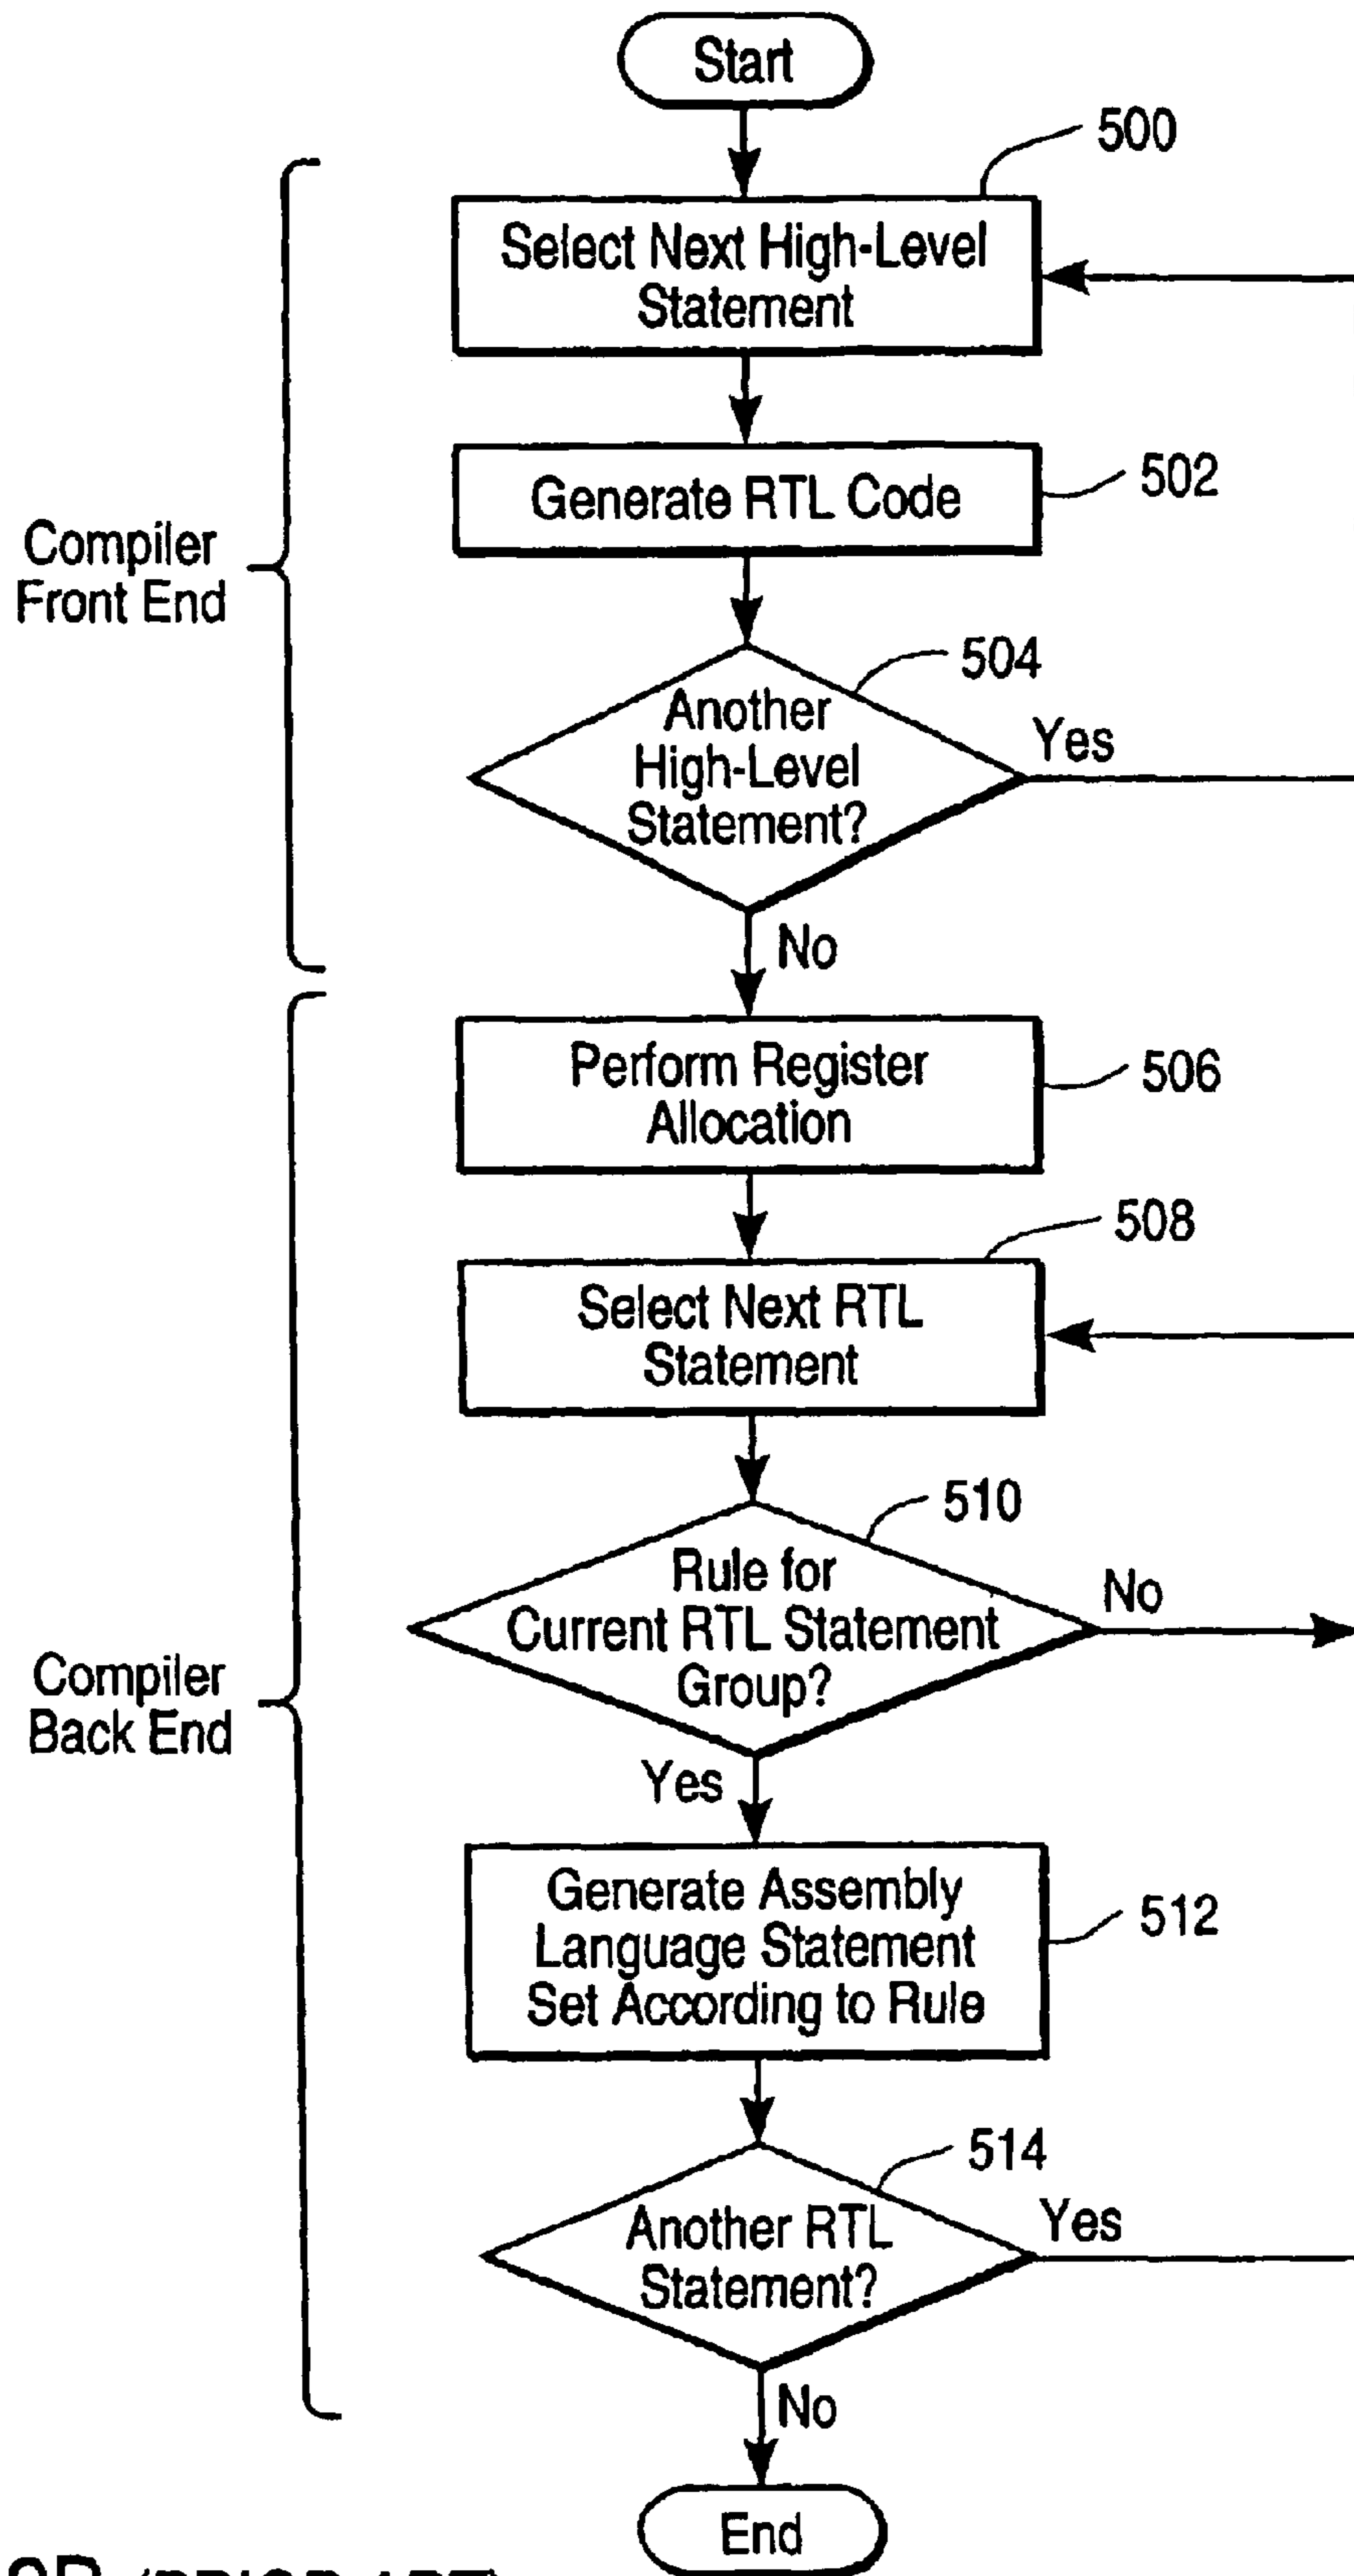 Start
500
Select Next High-Level
Statement
Generate RTL Code
502
Compiler
Front End
504
Another
High-Level
Statement?
Yes
No
Perform Register
Allocation
506
508
Select Next RTL
Statement
510
Rule for
Current RTL Statement
Group?
No
Compiler
Back End
Yes
Generate Assembly
Language Statement
Set According to Rule
512
514
Another RTL
Statement?
Yes
No
End